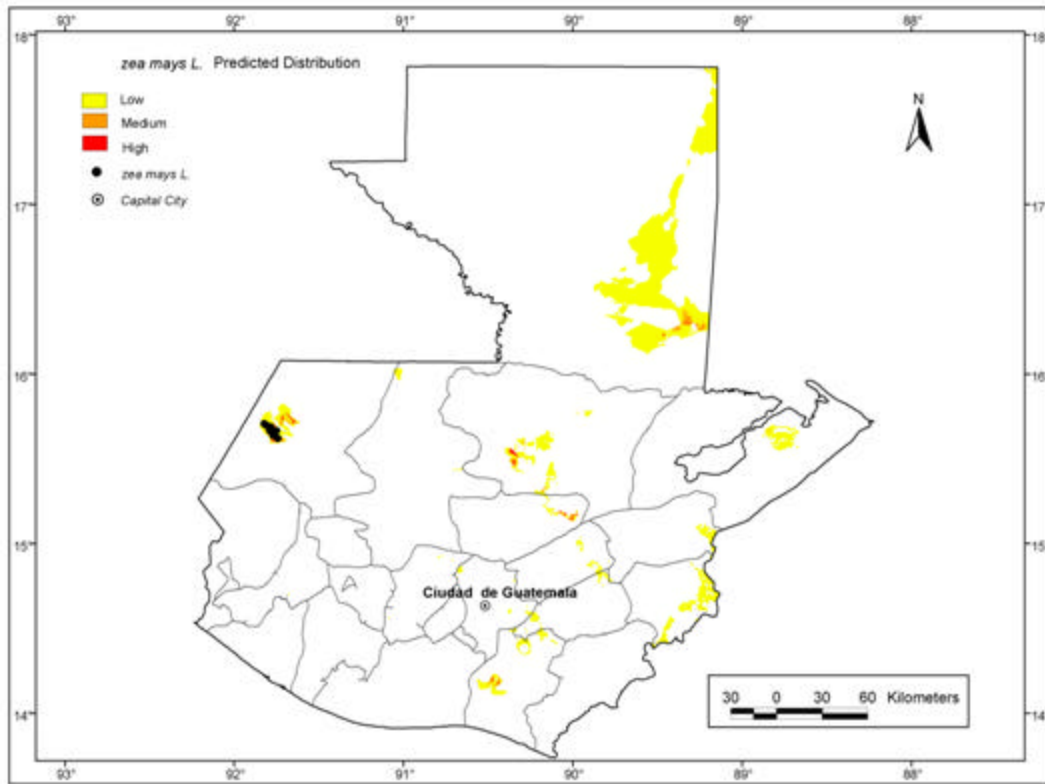 93° 92° 91° 90° 89° 88°
18° 18
zea mays L. Predicted Distribution
Low
Medium
High
zea mays L.
Capital City
N
17° 17
16° 16
15° 15
Ciudad de Guatemala
30 0 30 60 Kilometers
14° 14
93° 92° 91° 90° 89° 88°